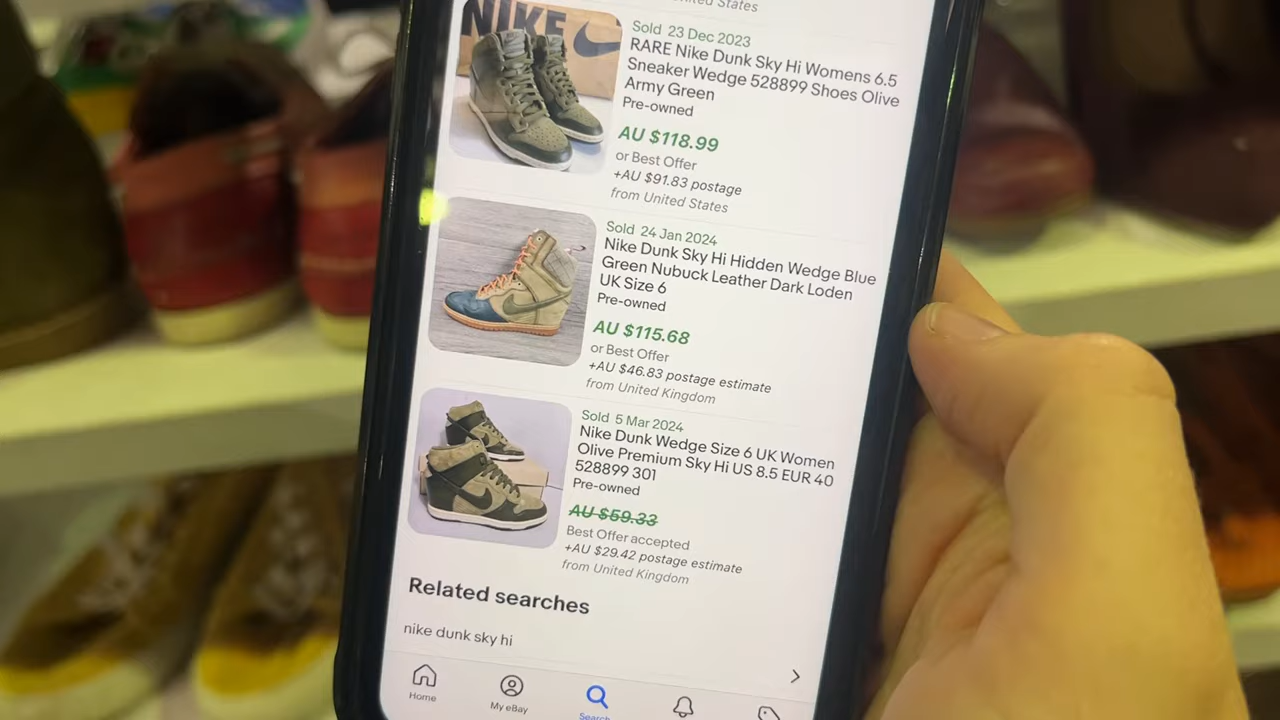 United States
NIKE
Sold 23 Dec 2023
RARE Nike Dunk Sky Hi Womens 6.5
Sneaker Wedge 528899 Shoes Olive
Army Green
Pre-owned
AU $118.99
or Best Offer
+AU $91.83 postage
from United States
Sold 24 Jan 2024
Nike Dunk Sky Hi Hidden Wedge Blue
Green Nubuck Leather Dark Loden
UK Size 6
Pre-owned
AU $115.68
or Best Offer
+AU $46.83 postage estimate
from United Kingdom
Sold 5 Mar 2024
Nike Dunk Wedge Size 6 UK Women
Olive Premium Sky Hi US 8.5 EUR 40
528899 301
Pre-owned
AU $59.33
Best Offer accepted
+AU $29.42 postage estimate
from United Kingdom
Related searches
nike dunk sky hi
Home
My eBay
Search